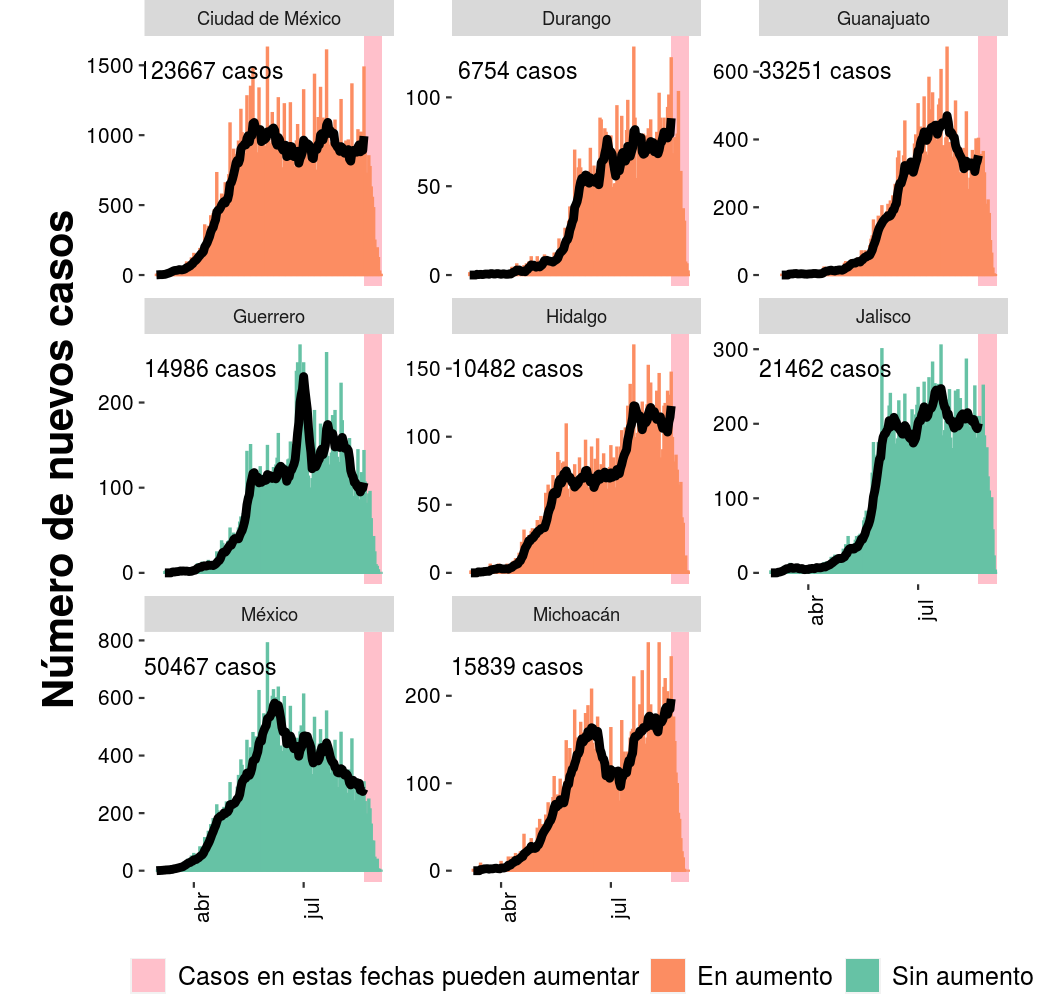 Número de nuevos casos
Ciudad de México
123667 casos
1500
1000
500
0
Durango
6754 casos
100
50
0
Guanajuato
33251 casos
600
400
200
0
Guerrero
14986 casos
200
100
0
Hidalgo
10482 casos
150
100
50
0
Jalisco
21462 casos
300
200
100
0
abr
jul
México
50467 casos
800
600
400
200
0
abr
jul
Michoacán
15839 casos
200
100
0
abr
jul
Casos en estas fechas pueden aumentar
En aumento
Sin aumento